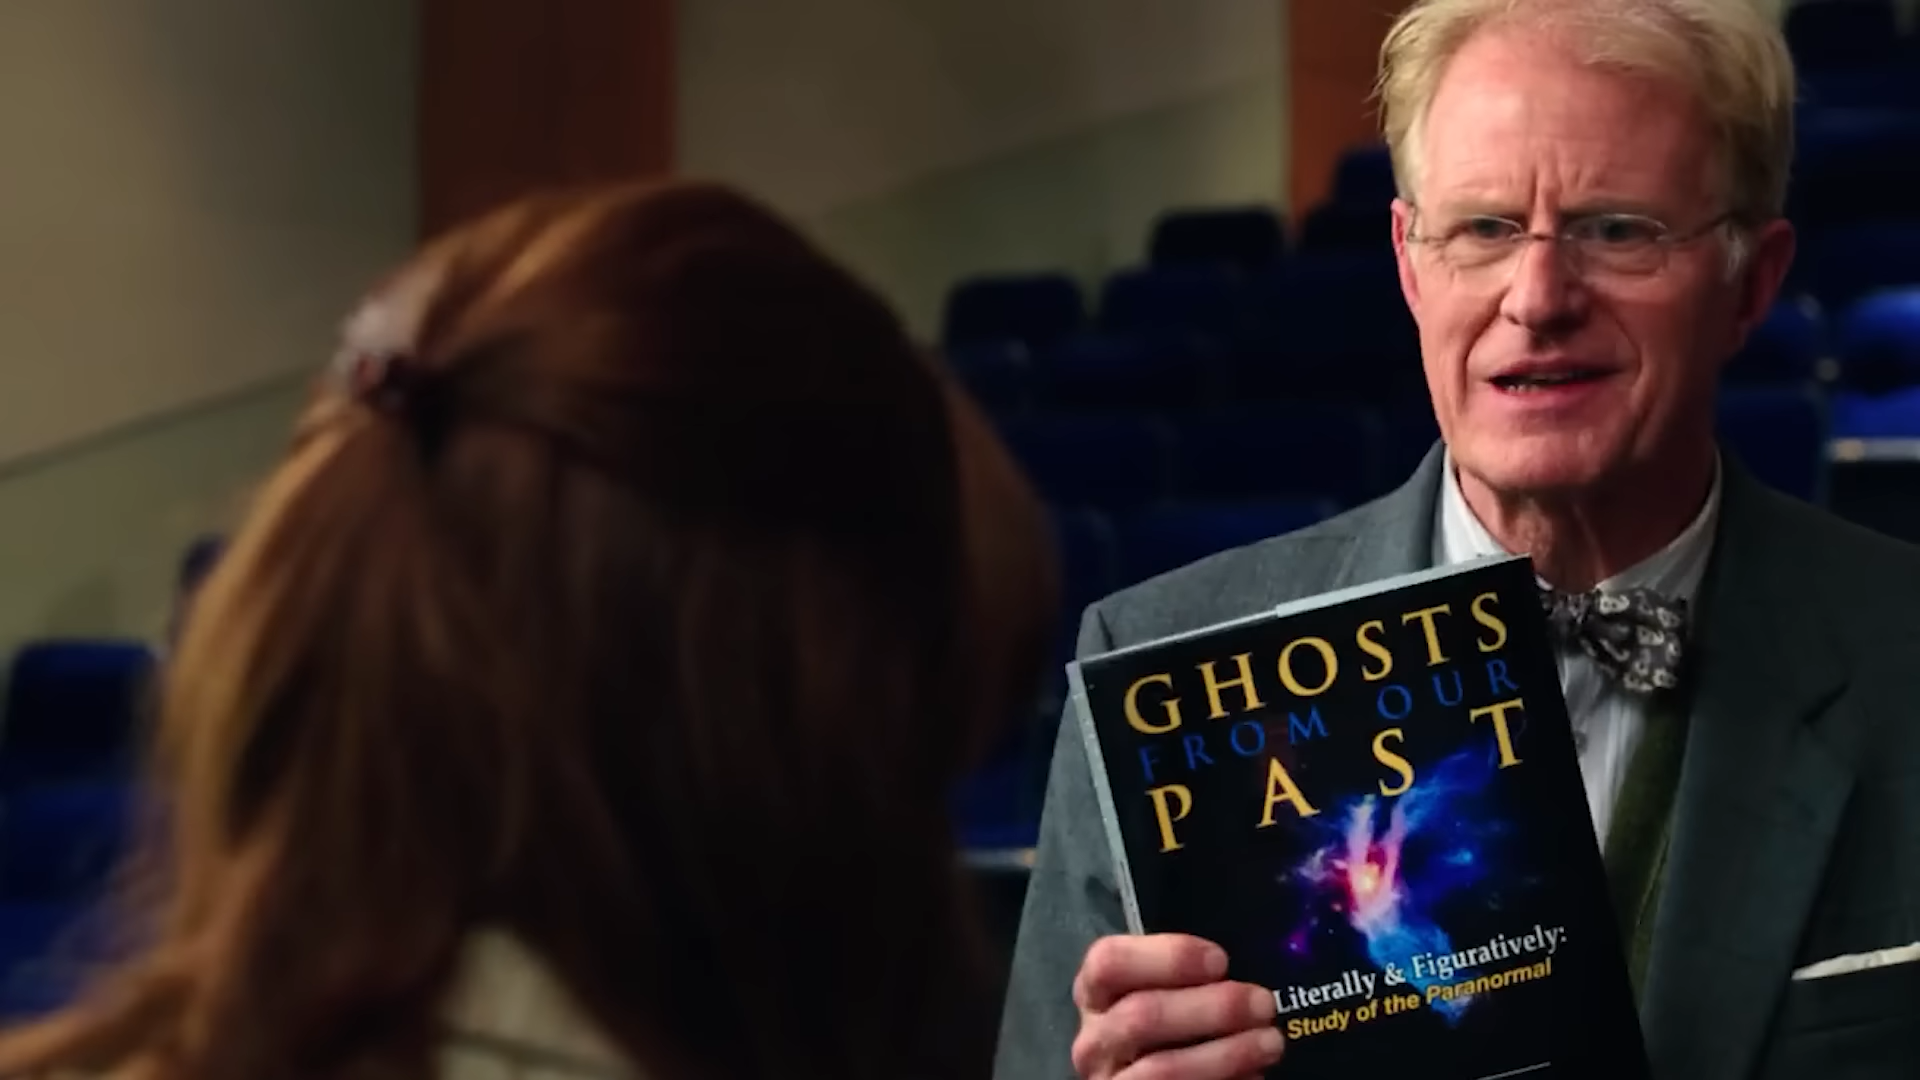 GHOSTS
FROM OUR
PAST
Literally & Figuratively:
Study of the Paranormal